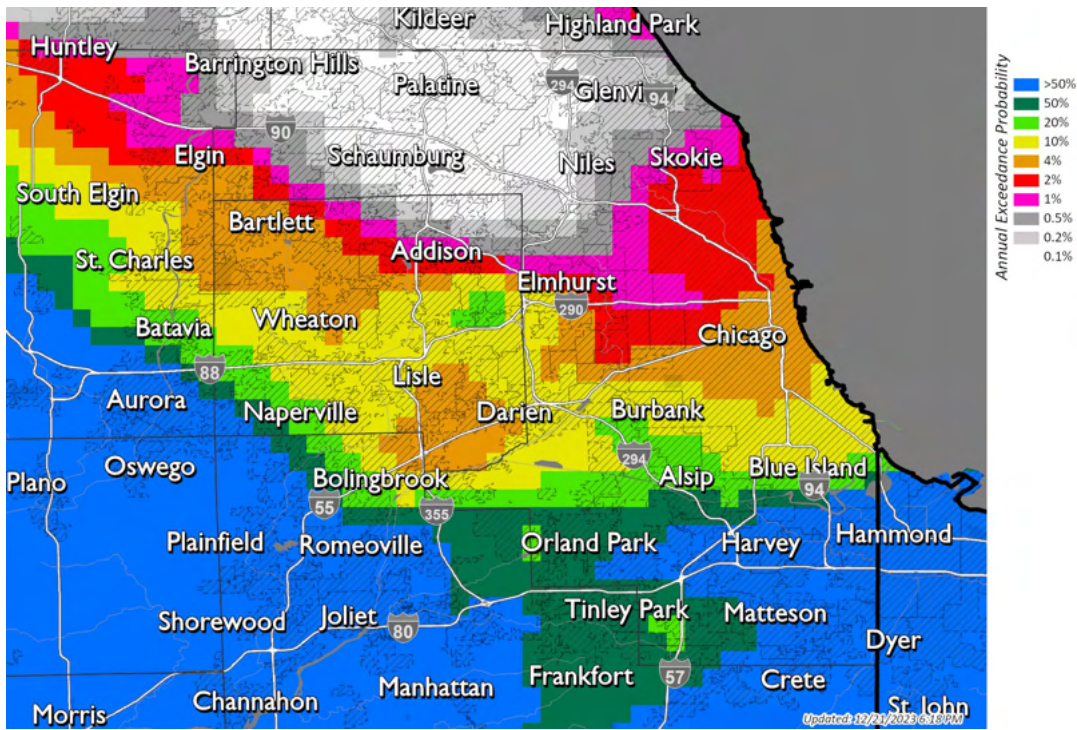 Kildeer
Highland Park
Huntley
Barrington Hills
Palatine
294
Glenvi
94
90
Elgin
Schaumburg
Niles
Skokie
South Elgin
Bartlett
Addison
St. Charles
Elmhurst
290
Batavia
Wheaton
Chicago
88
Lisle
Aurora
Naperville
Darien
Burbank
Oswego
294
Plano
Bolingbrook
Alsip
Blue Island
55
355
94
Plainfield
Romeoville
Orland Park
Harvey
Hammond
Shorewood
Joliet
80
Tinley Park
Matteson
Dyer
Frankfort
57
Crete
Channahon
Manhattan
Morris
St. John
Updated: 12/21/2023 6:18 PM
Annual Exceedance Probability
>50%
50%
20%
10%
4%
2%
1%
0.5%
0.2%
0.1%